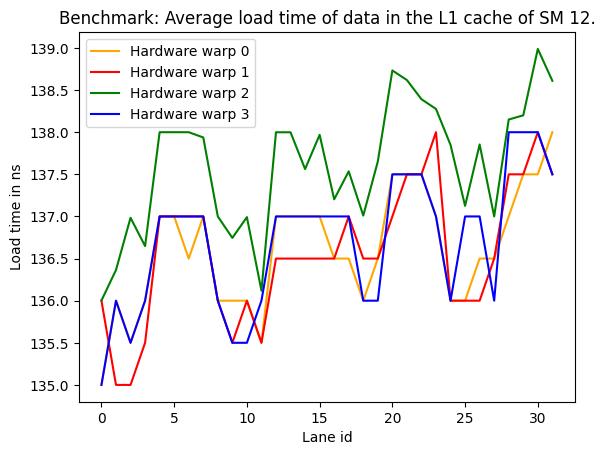 Benchmark: Average load time of data in the L1 cache of SM 12.
Hardware warp 0
Hardware warp 1
Hardware warp 2
Hardware warp 3
Load time in ns
139.0
138.5
138.0
137.5
137.0
136.5
136.0
135.5
135.0
0 5 10 15 20 25 30
Lane id